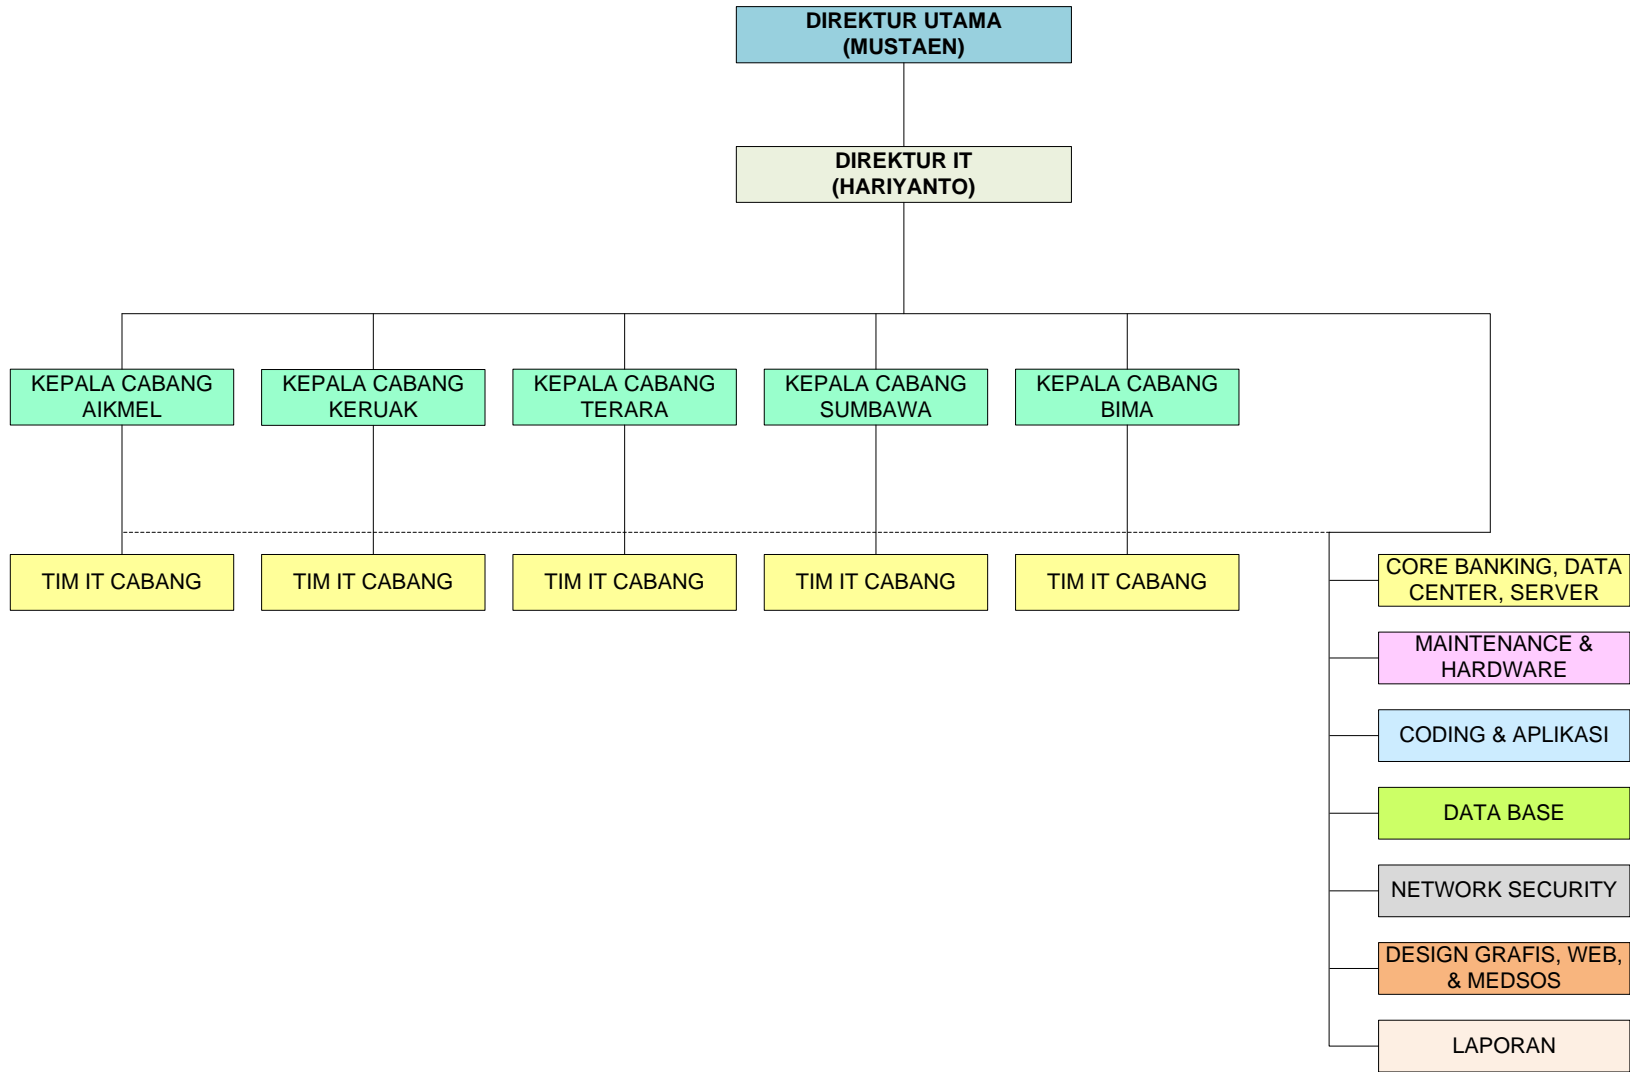 DIREKTUR UTAMA
(MUSTAEN)
DIREKTUR IT
(HARIYANTO)
KEPALA CABANG
AIKMEL
KEPALA CABANG
KERUAK
KEPALA CABANG
TERARA
KEPALA CABANG
SUMBAWA
KEPALA CABANG
BIMA
TIM IT CABANG
TIM IT CABANG
TIM IT CABANG
TIM IT CABANG
TIM IT CABANG
CORE BANKING, DATA
CENTER, SERVER
MAINTENANCE &
HARDWARE
CODING & APLIKASI
DATA BASE
NETWORK SECURITY
DESIGN GRAFIS, WEB,
& MEDSOS
LAPORAN